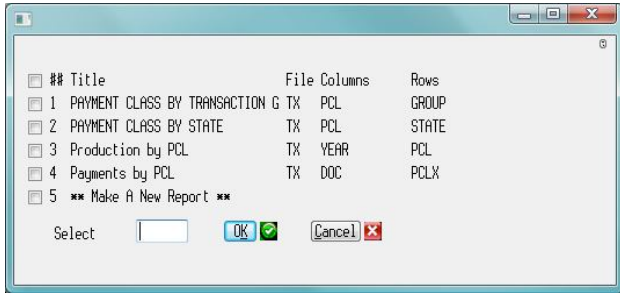 ## Title File Columns Rows
1 PAYMENT CLASS BY TRANSACTION G TX PCL GROUP
2 PAYMENT CLASS BY STATE TX PCL STATE
3 Production by PCL TX YEAR PCL
4 Payments by PCL TX DOC PCLX
5 ** Make A New Report **
Select OK Cancel